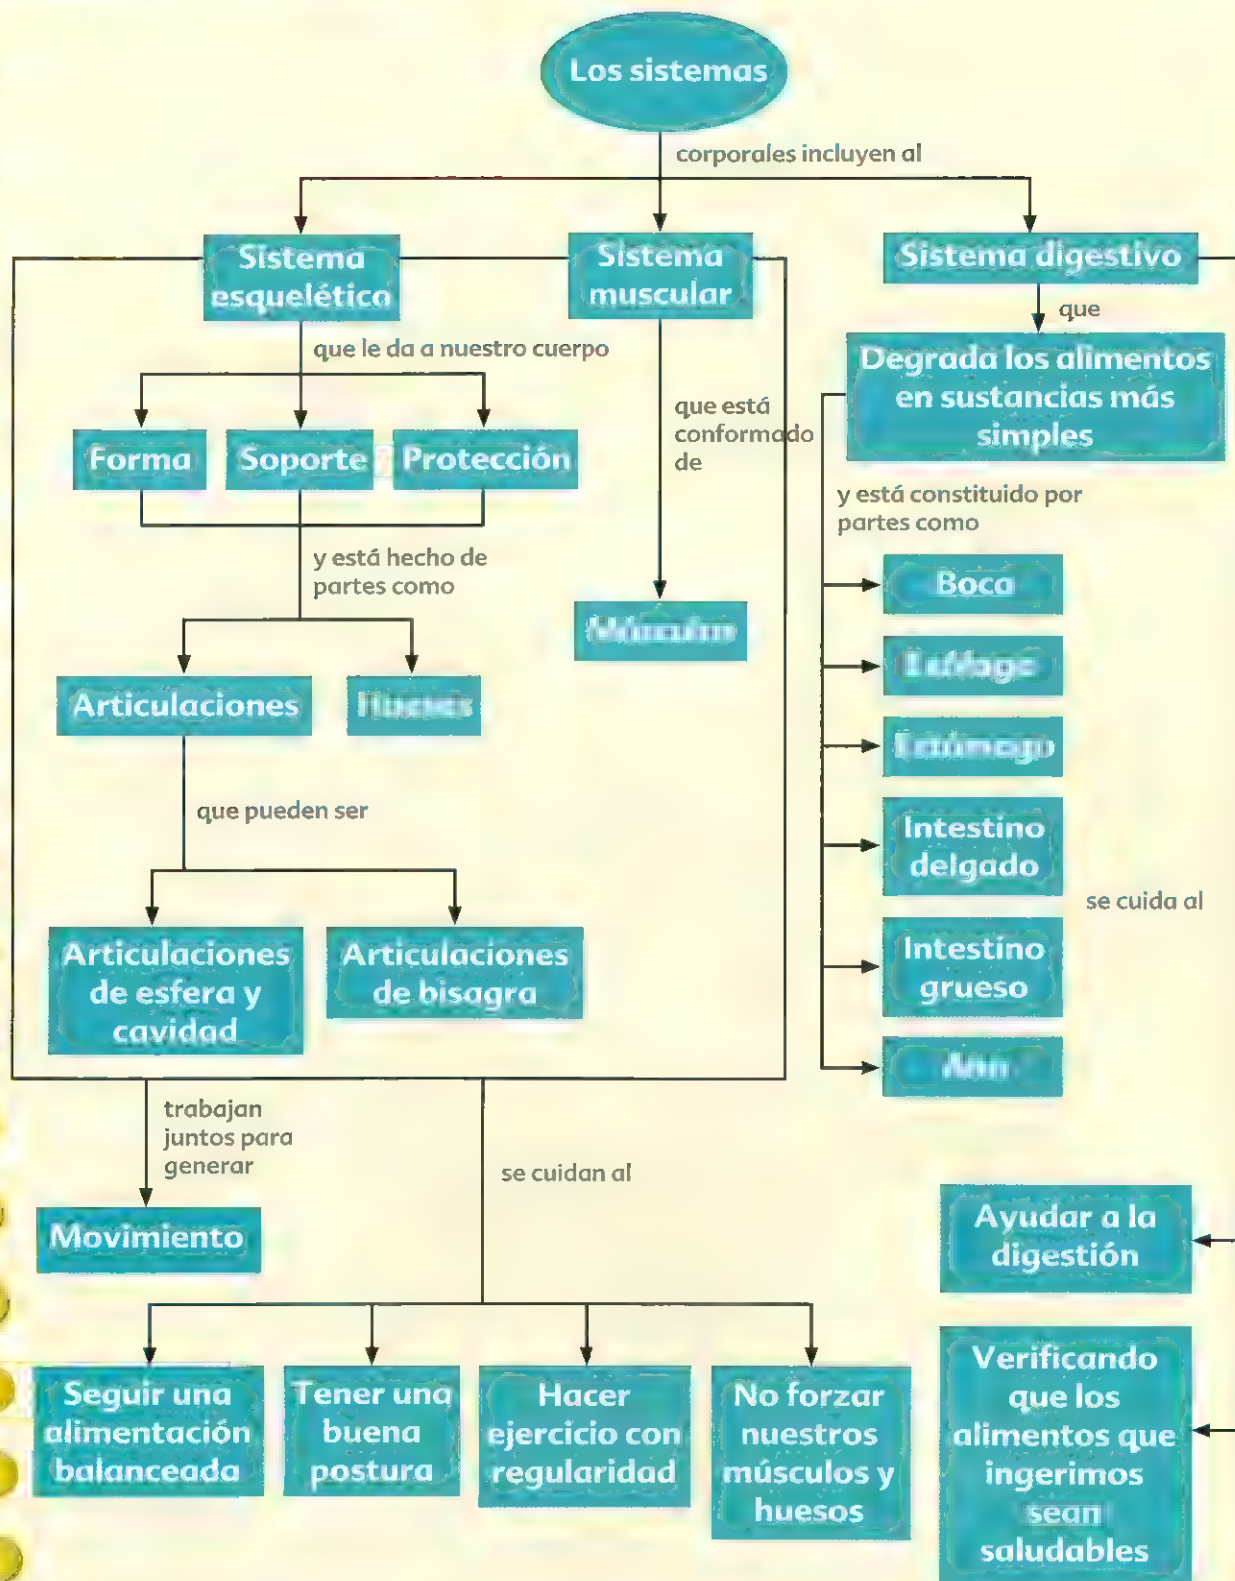 Los sistemas
corporales incluyen al
Sistema
esquelético
Sistema
muscular
Sistema digestivo
que le da a nuestro cuerpo
que
Forma
Soporte
Protección
que está
conformado
de
Degrada los alimentos
en sustancias más
simples
y está hecho de
partes como
y está constituido por
partes como
Articulaciones
Boca
Intestino
delgado
Intestino
grueso
se cuida al
que pueden ser
Articulaciones
de esfera y
cavidad
Articulaciones
de bisagra
trabajan
juntos para
generar
Movimiento
se cuidan al
Seguir una
alimentación
balanceada
Tener una
buena
postura
Hacer
ejercicio con
regularidad
No forzar
nuestros
músculos y
huesos
Ayudar a la
digestión
Verificando
que los
alimentos que
ingerimos
sean
saludables